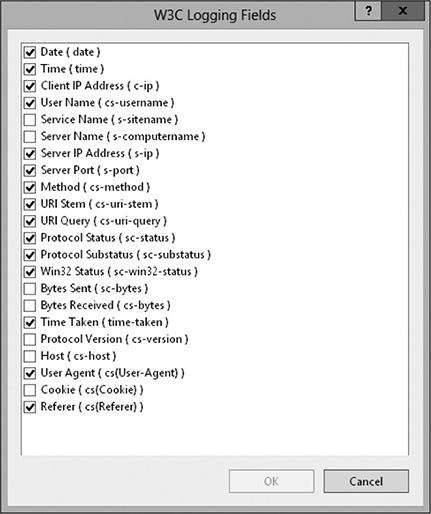 W3C Logging Fields
?
x
Date ( date )
Time ( time )
Client IP Address ( c-ip )
User Name ( cs-username )
Service Name ( s-sitename )
Server Name ( s-computername )
Server IP Address ( s-ip )
Server Port ( s-port )
Method ( cs-method )
URI Stem ( cs-uri-stem )
URI Query ( cs-uri-query )
Protocol Status ( sc-status )
Protocol Substatus ( sc-substatus )
Win32 Status ( sc-win32-status )
Bytes Sent ( sc-bytes )
Bytes Received ( cs-bytes )
Time Taken ( time-taken )
Protocol Version ( cs-version )
Host ( cs-host )
User Agent ( cs(User-Agent) )
Cookie ( cs(Cookie) )
Referer ( cs(Referer) )
OK
Cancel